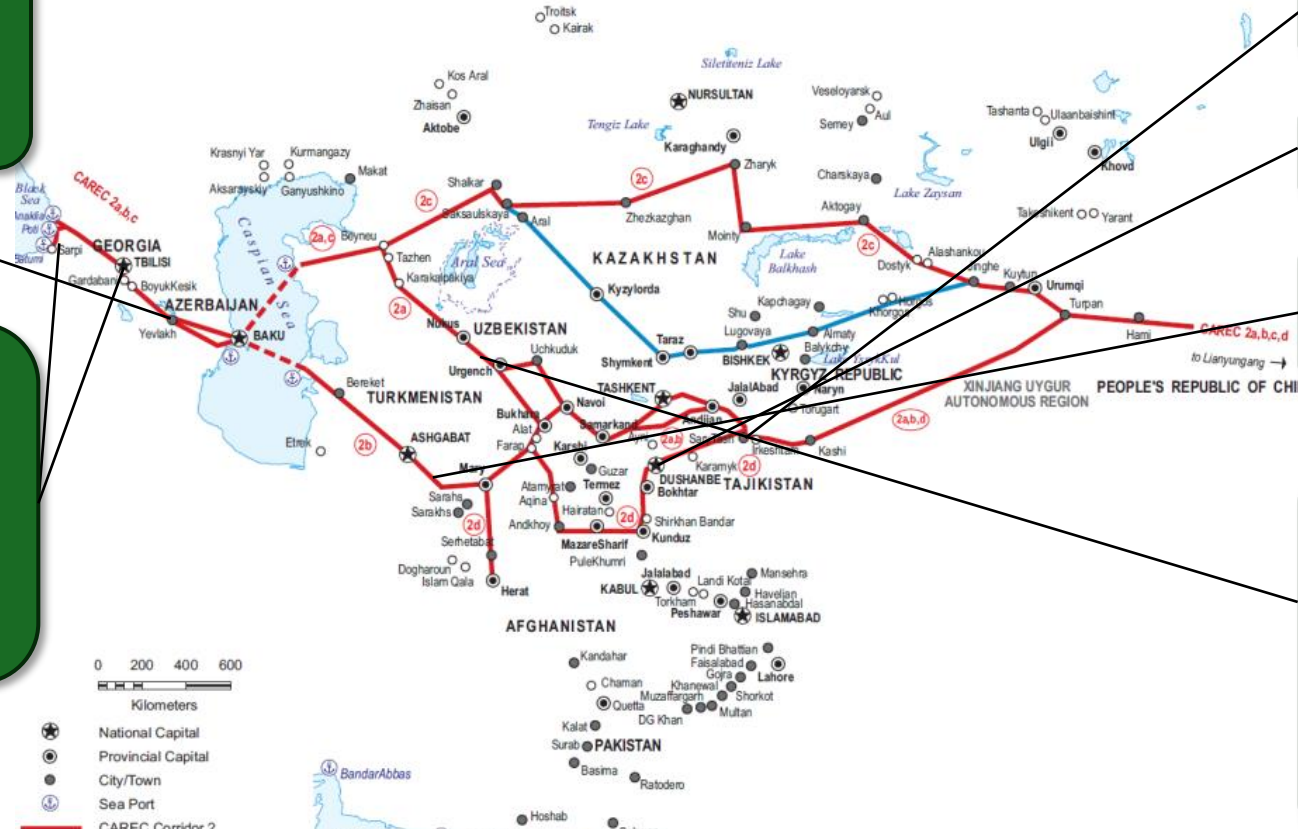 Troitsk
Kairak
Siletiteniz Lake
Kos Aral
Zhaisan
Aktobe
NURSULTAN
Tengiz Lake
Karaghandy
Veseloyarsk
Aul
Semey
Tashanta
Ulaanbaishint
Ulgii
Khovd
Krasnyi Yar
Kurmangazy
Makat
Aksarayskiy
Ganyushkino
Shalkar
2c
2c
Zharyk
Charskaya
Lake Zaysan
Black
Sea
Anaklia
Poti
Batumi
Sarpi
CAREC 2a,b,c
Saksaulskaya
Aral
Zhezkazghan
Aktogay
Takeshikent
Yarant
GEORGIA
TBILISI
Caspian Sea
2a,c
Beyneu
Mointy
2c
Gardabani
BoyukKesik
Tazhen
Aral Sea
KAZAKHSTAN
Lake
Balkhash
Dostyk
Alashankou
Karakalpakiya
Kuytun
Urumqi
AZERBAIJAN
2a
Kyzylorda
Kapchagay
Khorgos
Horgos
Turpan
Yevlakh
BAKU
Nukus
UZBEKISTAN
Shu
Lugovaya
Almaty
Hami
CAREC 2a,b,c,d
Uchkuduk
Taraz
Shymkent
BISHKEK
Balykchy
Lake YssykKul
to Lianyungang →
Urgench
KYRGYZ REPUBLIC
Bereket
TURKMENISTAN
TASHKENT
JalalAbad
Naryn
XINJIANG UYGUR
AUTONOMOUS REGION
PEOPLE'S REPUBLIC OF CHI
Navoi
Bukhara
Alat
Samarkand
Andijan
Torugart
2a,b,d
Etrek
2b
ASHGABAT
Farap
Karshi
2a,b
Irkeshtam
Kashi
Mary
Guzar
Karamyk
2d
DUSHANBE
TAJIKISTAN
Atamyrat
Termez
Bokhtar
Sarahs
Sarakhs
Aqina
Hairatan
2d
2d
Andkhoy
Shirkhan Bandar
Kunduz
Serhetabat
MazareSharif
PuleKhumri
Dogharoun
Islam Qala
Herat
Jalalabad
KABUL
Landi Kotal
Torkham
Peshawar
Mansehra
Havelian
Hasanabdal
ISLAMABAD
AFGHANISTAN
Kandahar
Pindi Bhattian
Faisalabad
Lahore
Gojra
Chaman
Khanewal
Shorkot
Muzaffargarh
Quetta
DG Khan
Multan
Kalat
Surab
PAKISTAN
Basima
Ratodero
BandarAbbas
Hoshab
0 200 400 600
Kilometers
National Capital
Provincial Capital
City/Town
Sea Port
CAREC Corridor 2